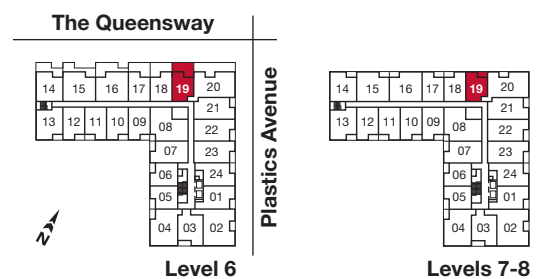 The Queensway
Plastics Avenue
14 15 16 17 18 19 20
21
13 12 11 10 09 08 22
07 23
06 24
05 01
04 03 02
N
Level 6
14 15 16 17 18 19 20
21
13 12 11 10 09 08 22
07 23
06 24
05 01
04 03 02
Levels 7-8